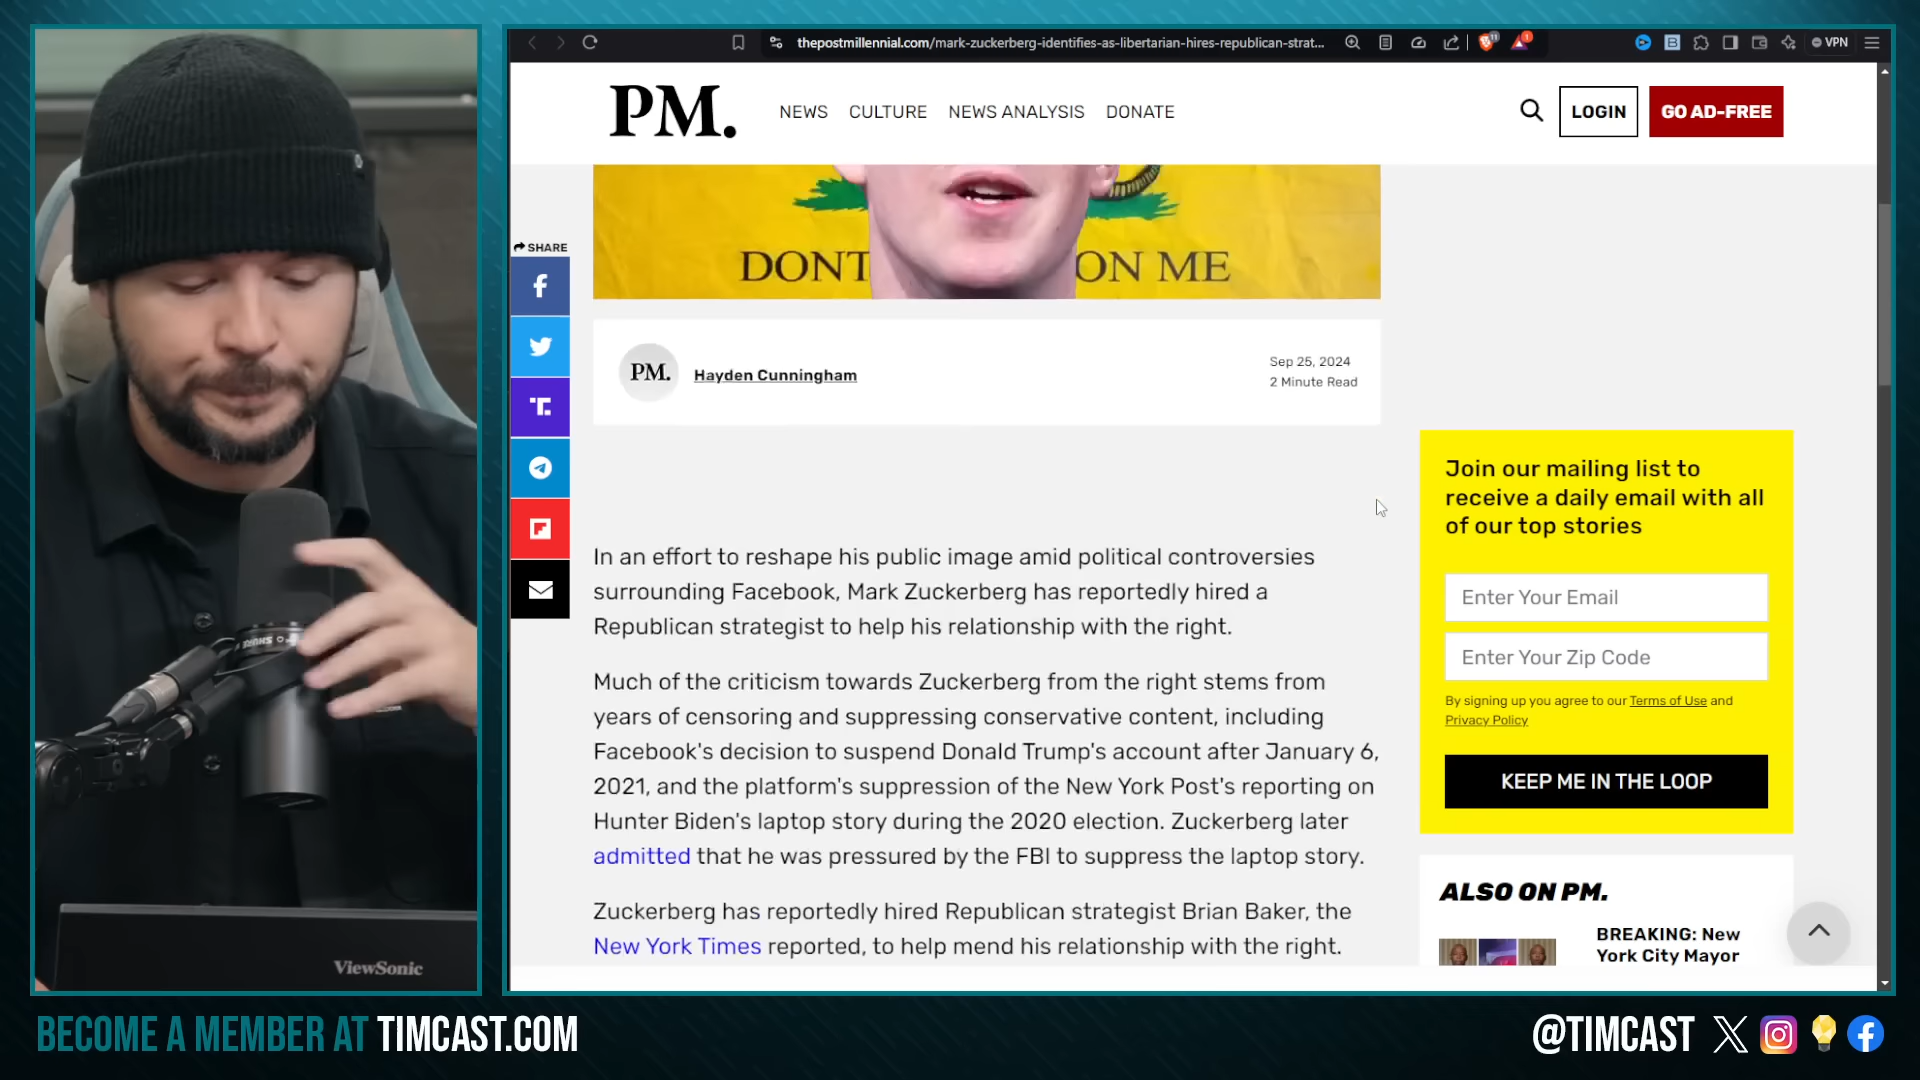 thepostmillennial.com/mark-zuckerberg-identifies-as-libertarian-hires-republican-strat...
VPN
PM.
NEWS
CULTURE
NEWS ANALYSIS
DONATE
LOGIN
GO AD-FREE
SHARE
DONT
ON ME
PM.
Hayden Cunningham
Sep 25, 2024
2 Minute Read
In an effort to reshape his public image amid political controversies
surrounding Facebook, Mark Zuckerberg has reportedly hired a
Republican strategist to help his relationship with the right.
Much of the criticism towards Zuckerberg from the right stems from
years of censoring and suppressing conservative content, including
Facebook's decision to suspend Donald Trump's account after January 6,
2021, and the platform's suppression of the New York Post's reporting on
Hunter Biden's laptop story during the 2020 election. Zuckerberg later
admitted that he was pressured by the FBI to suppress the laptop story.
Zuckerberg has reportedly hired Republican strategist Brian Baker, the
New York Times reported, to help mend his relationship with the right.
Join our mailing list to
receive a daily email with all
of our top stories
Enter Your Email
Enter Your Zip Code
By signing up you agree to our Terms of Use and
Privacy Policy
KEEP ME IN THE LOOP
ALSO ON PM.
BREAKING: New
York City Mayor
SHURE
ViewSonic
BECOME A MEMBER AT TIMCAST.COM
@TIMCAST